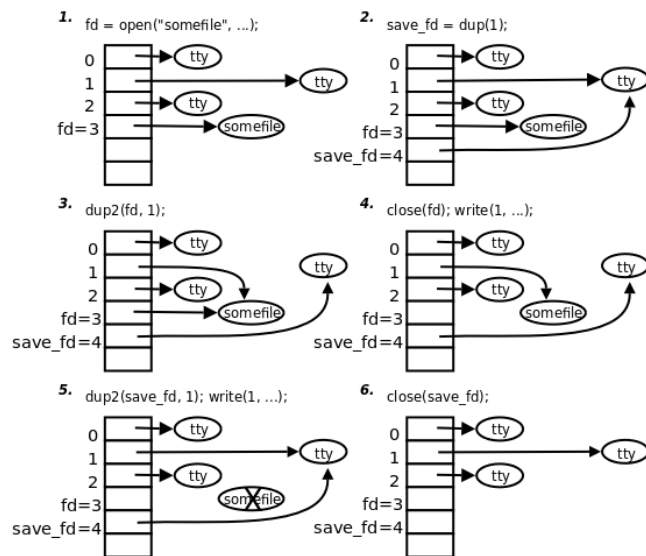 1. fd = open("somefile", ...);
0
tty
1
tty
2
tty
fd=3
somefile
2. save_fd = dup(1);
0
tty
1
tty
2
tty
fd=3
somefile
save_fd=4
3. dup2(fd, 1);
0
tty
1
tty
2
tty
fd=3
somefile
save_fd=4
4. close(fd); write(1, ...);
0
tty
1
tty
2
tty
fd=3
somefile
save_fd=4
5. dup2(save_fd, 1); write(1, ...);
0
tty
1
tty
2
tty
fd=3
somefile
save_fd=4
6. close(save_fd);
0
tty
1
tty
2
tty
fd=3
save_fd=4